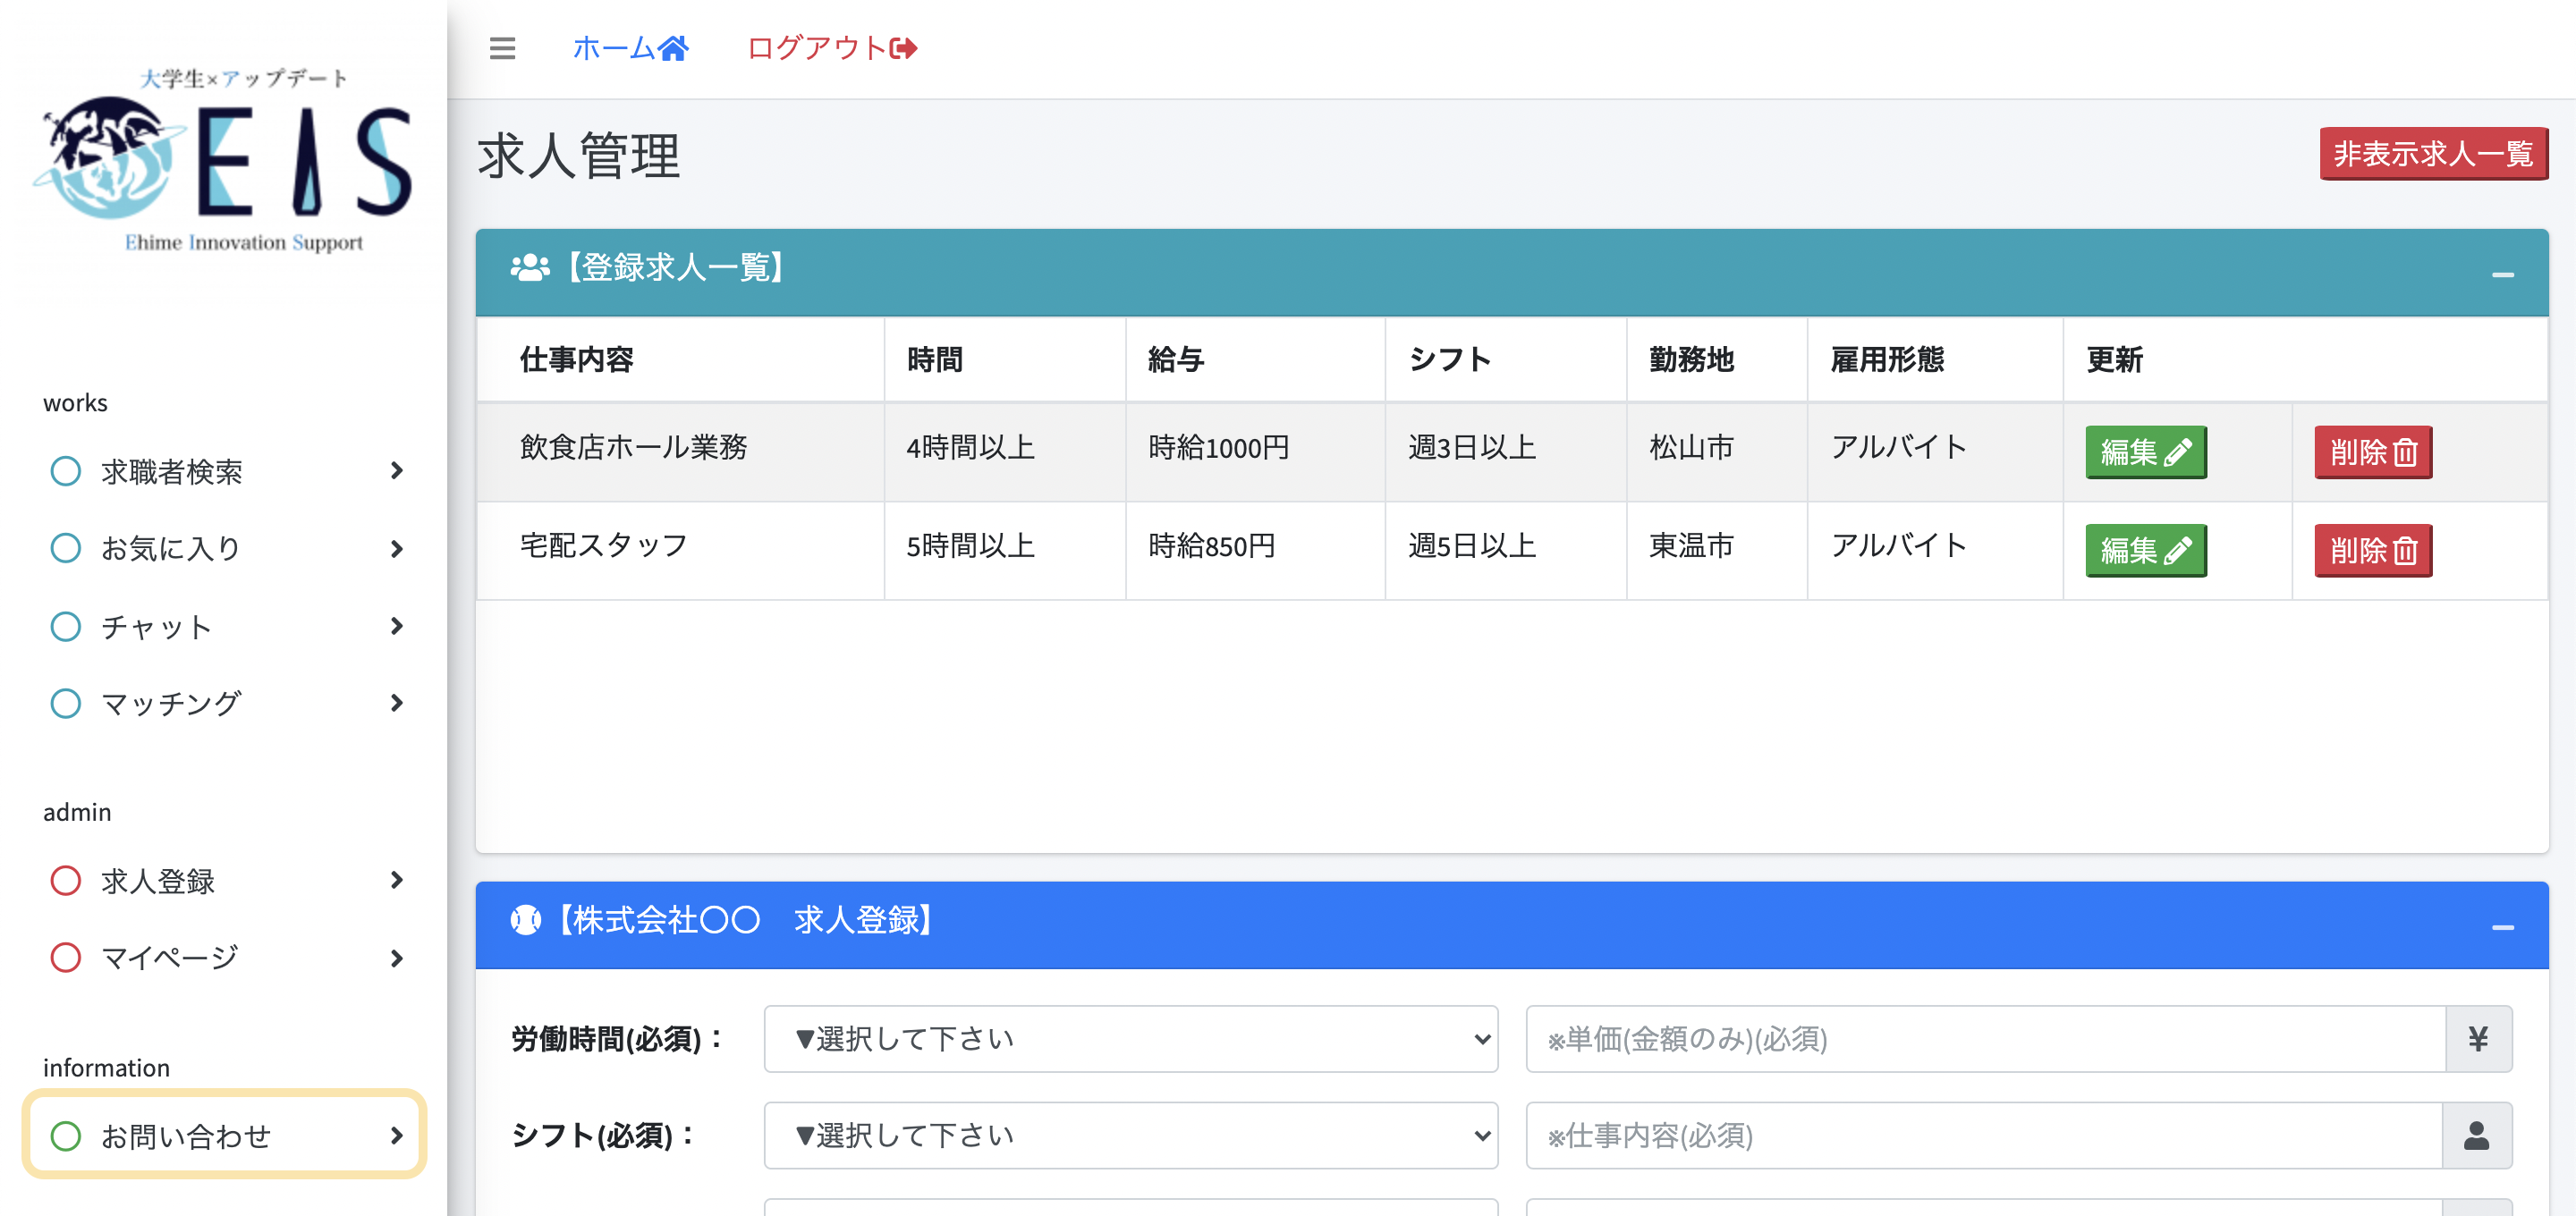 大学生×アップデート
EIS
Ehime Innovation Support
works
求職者検索
お気に入り
チャット
マッチング
admin
求人登録
マイページ
information
お問い合わせ
ホーム ログアウト
求人管理 非表示求人一覧
【登録求人一覧】
仕事内容 時間 給与 シフト 勤務地 雇用形態 更新
飲食店ホール業務 4時間以上 時給1000円 週3日以上 松山市 アルバイト 編集 削除
宅配スタッフ 5時間以上 時給850円 週5日以上 東温市 アルバイト 編集 削除
【株式会社〇〇　求人登録】
労働時間(必須)： ▼選択して下さい ※単価(金額のみ)(必須) ¥
シフト(必須)： ▼選択して下さい ※仕事内容(必須)